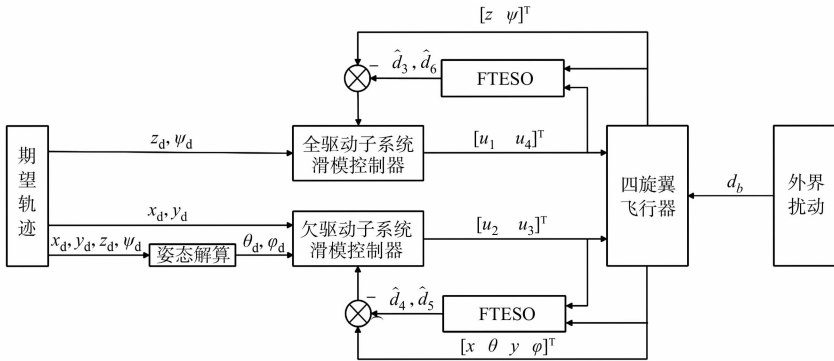 [z ψ]ᵀ
− d̂₃, d̂₆
FTESO
期望轨迹
z_d, ψ_d
全驱动子系统
滑模控制器
[u₁ u₄]ᵀ
四旋翼
飞行器
d_b
外界
扰动
x_d, y_d
x_d, y_d, z_d, ψ_d
姿态解算
θ_d, φ_d
欠驱动子系统
滑模控制器
[u₂ u₃]ᵀ
− d̂₄, d̂₅
FTESO
[x θ y φ]ᵀ